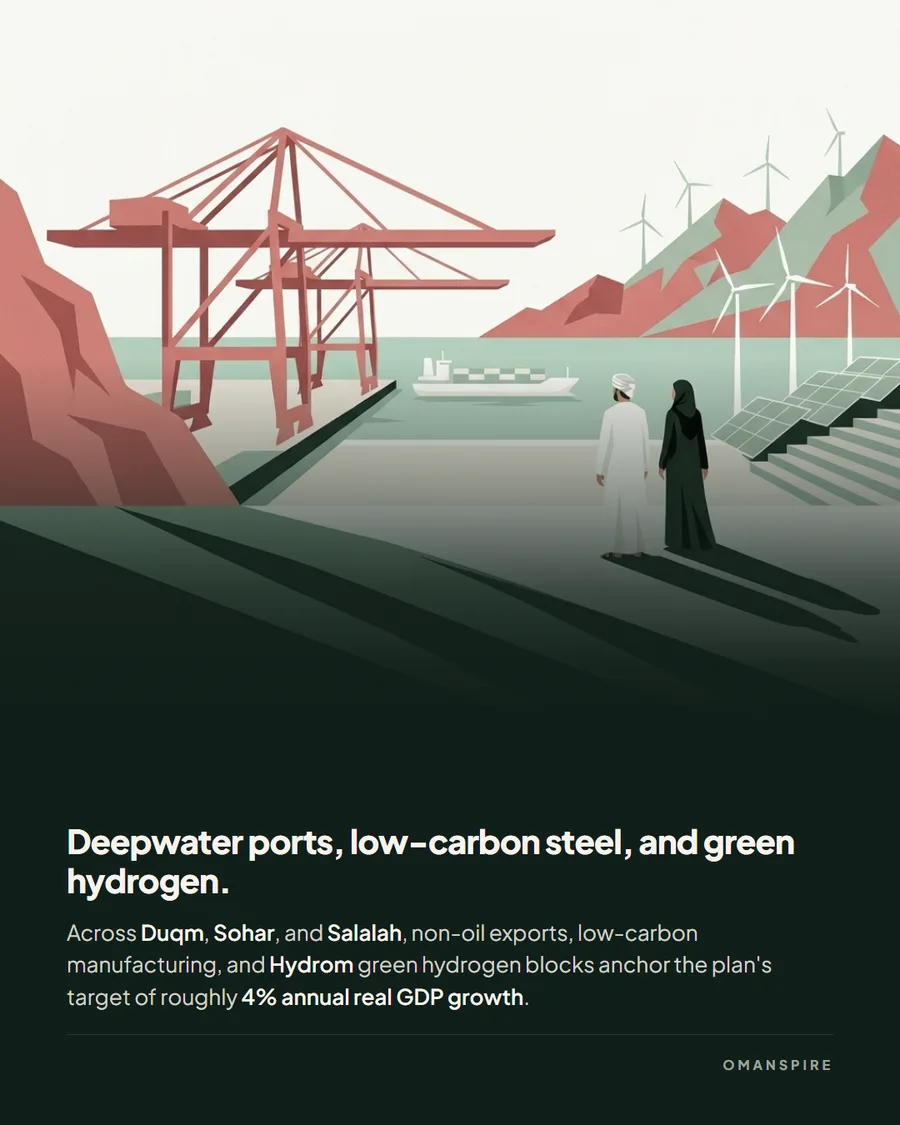 Deepwater ports, low-carbon steel, and green
hydrogen.
Across Duqm, Sohar, and Salalah, non-oil exports, low-carbon
manufacturing, and Hydrom green hydrogen blocks anchor the plan's
target of roughly 4% annual real GDP growth.
OMANSPIRE